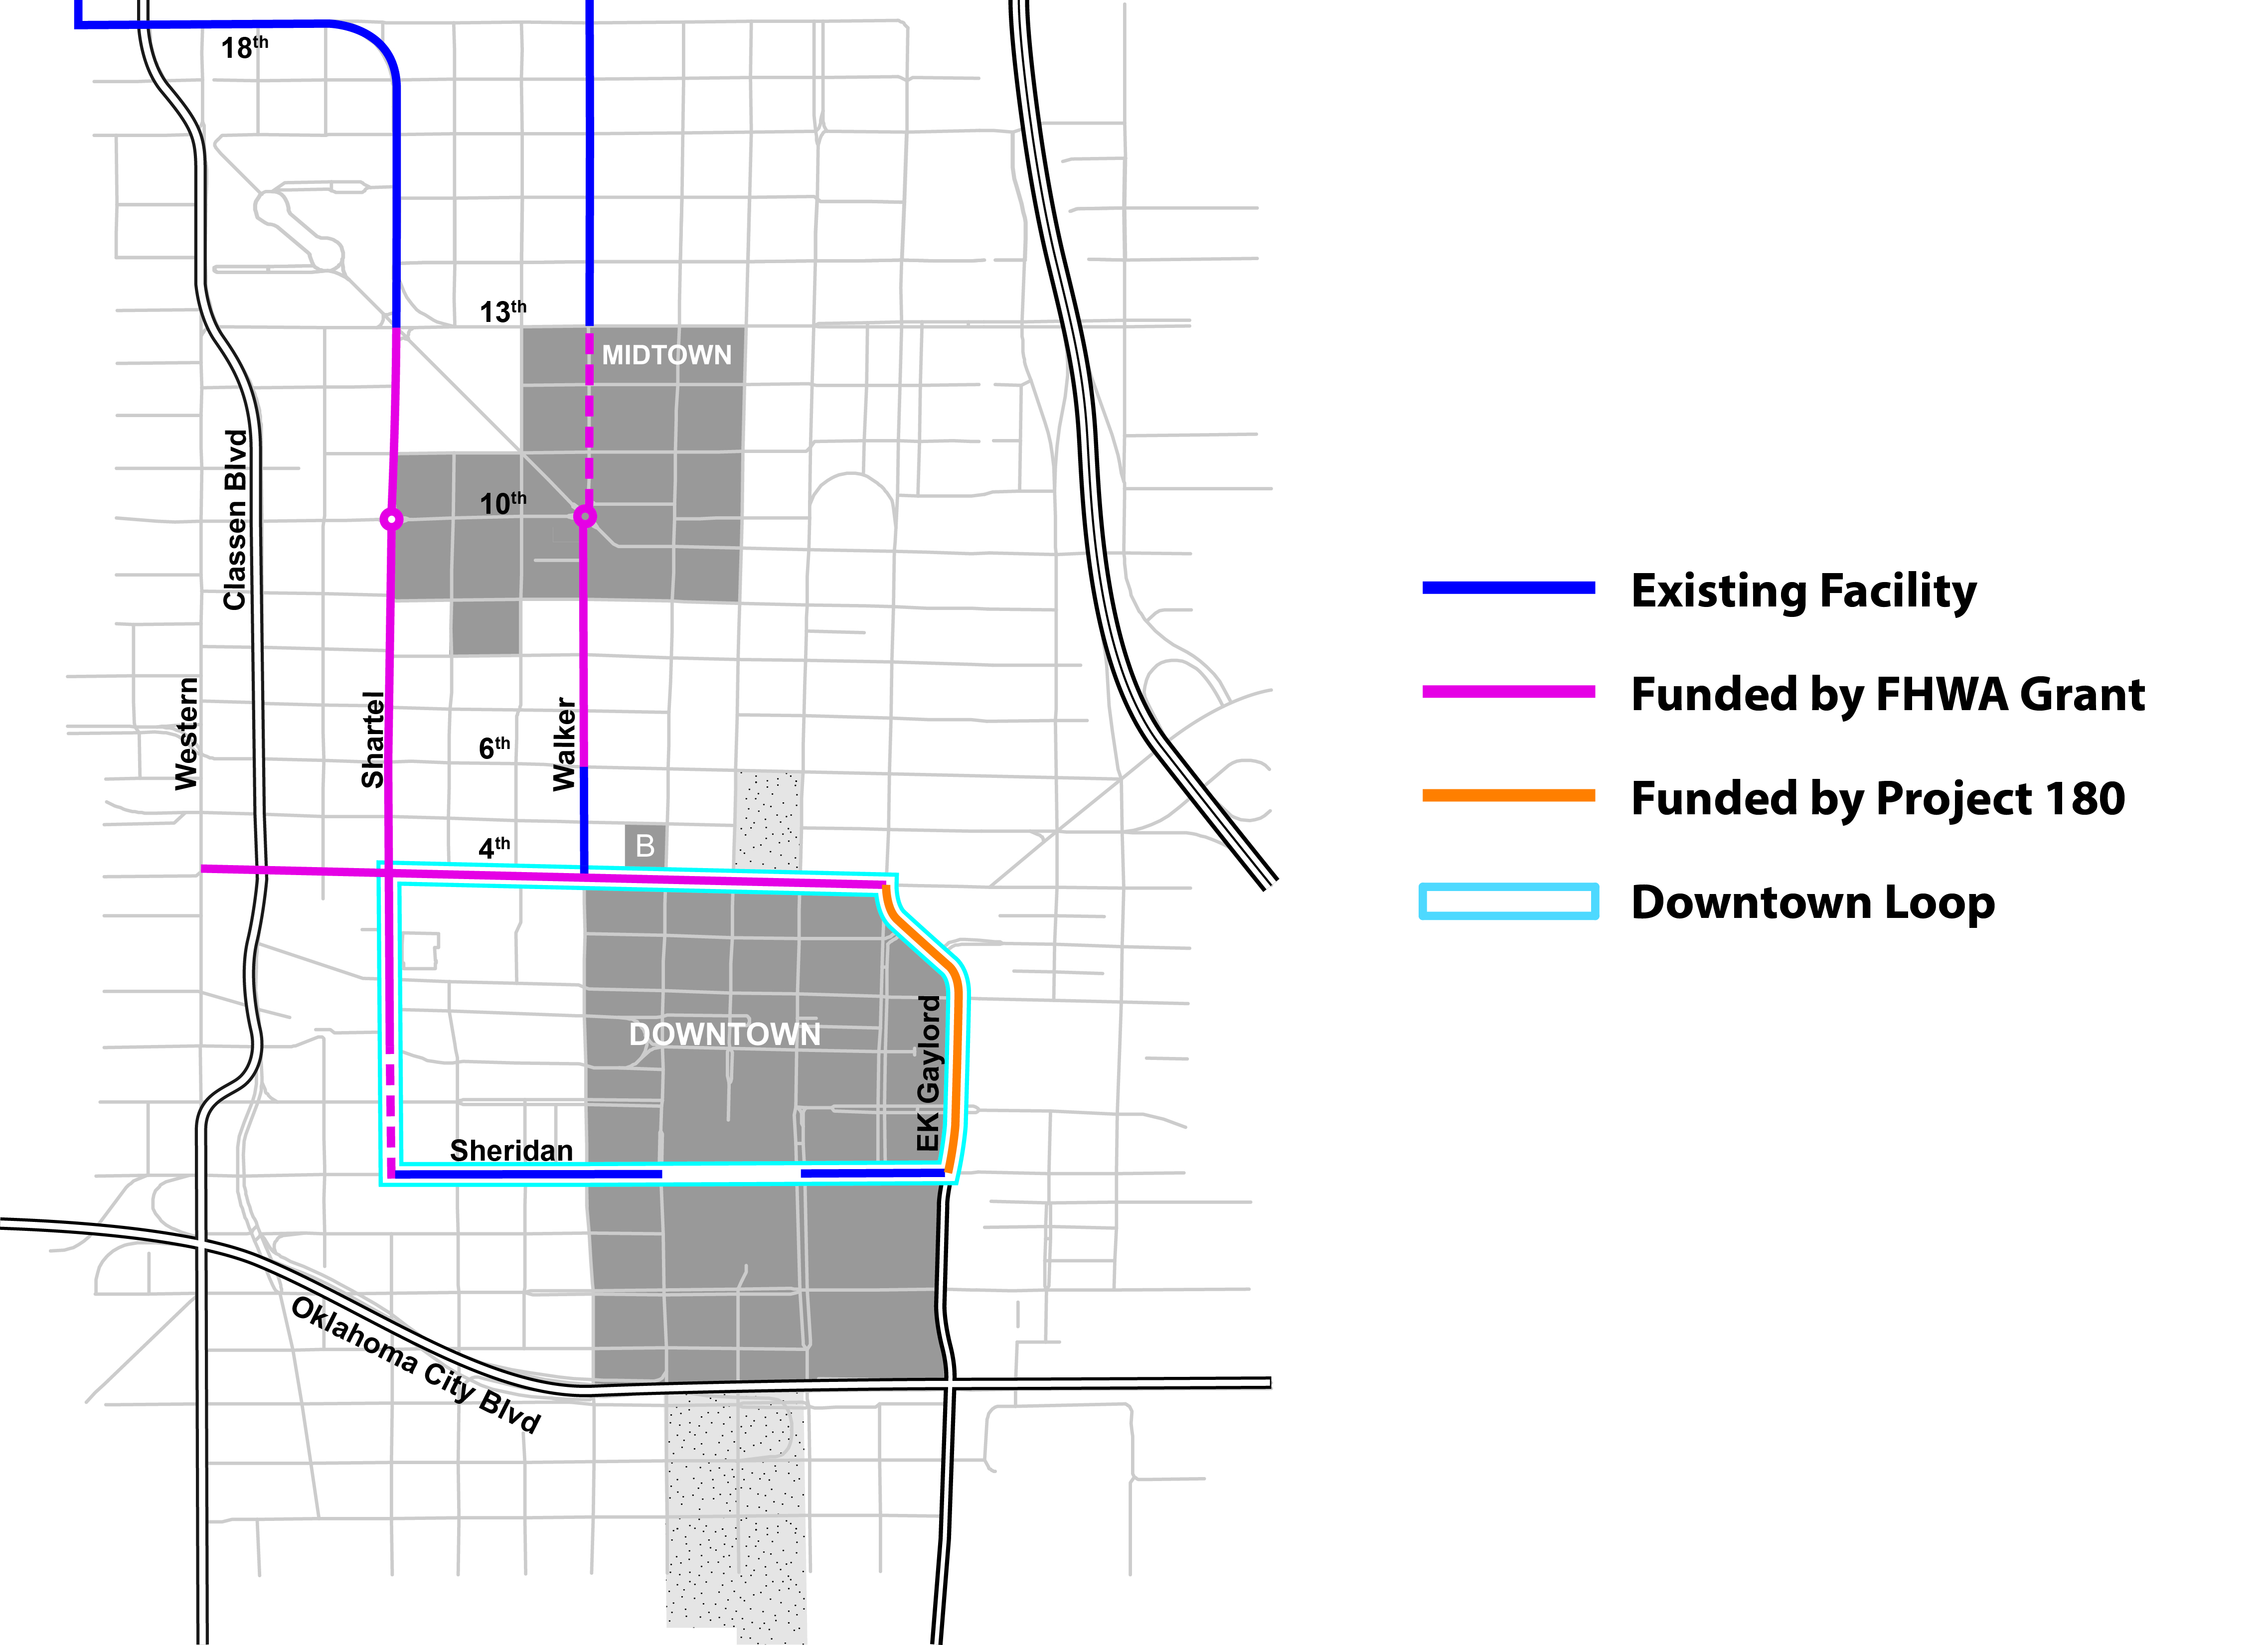 18th
13th
MIDTOWN
10th
Classen Blvd
Western
Shartel
6th
Walker
4th
B
DOWNTOWN
EK Gaylord
Sheridan
Oklahoma City Blvd
Existing Facility
Funded by FHWA Grant
Funded by Project 180
Downtown Loop